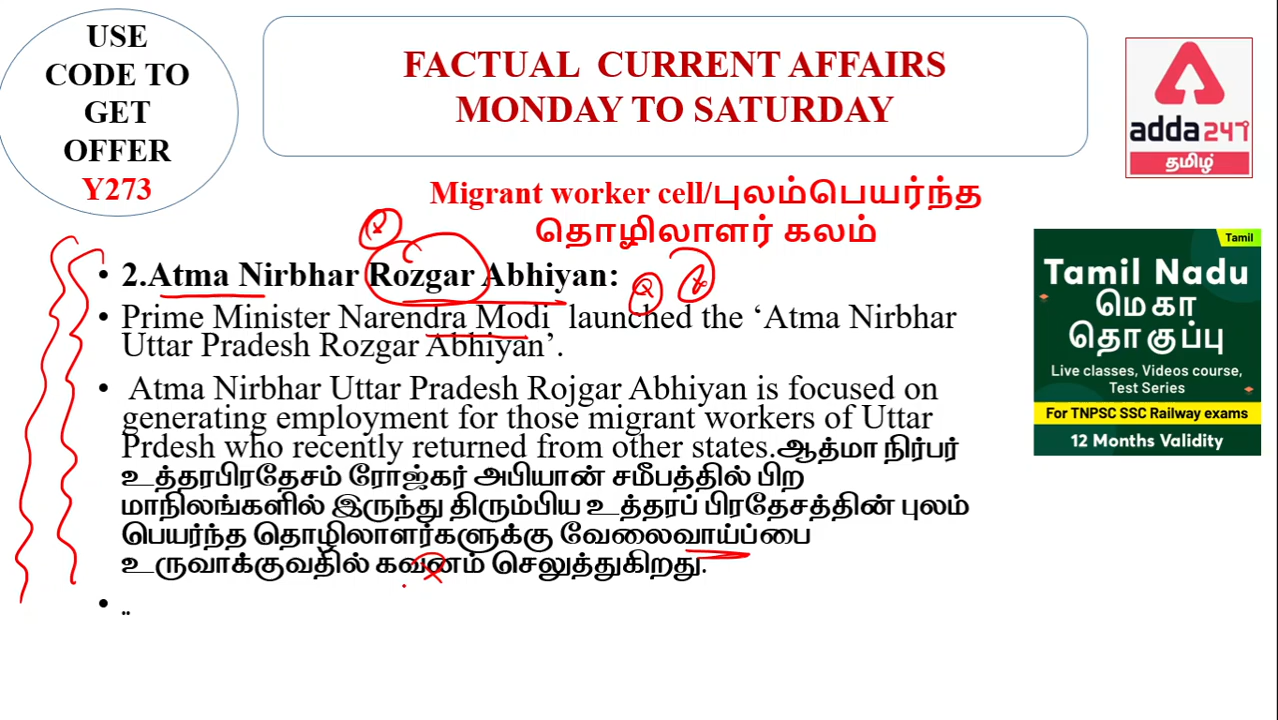 USE
CODE TO
GET
OFFER
Y273
FACTUAL CURRENT AFFAIRS
MONDAY TO SATURDAY
adda247
தமிழ்
Migrant worker cell/புலம்பெயர்ந்த
தொழிலாளர் கலம்
• 2.Atma Nirbhar Rozgar Abhiyan:
• Prime Minister Narendra Modi launched the ‘Atma Nirbhar
Uttar Pradesh Rozgar Abhiyan’.
• Atma Nirbhar Uttar Pradesh Rojgar Abhiyan is focused on
generating employment for those migrant workers of Uttar
Prdesh who recently returned from other states.ஆத்மா நிர்பர்
உத்தரபிரதேசம் ரோஜ்கர் அபியான் சமீபத்தில் பிற
மாநிலங்களில் இருந்து திரும்பிய உத்தரப் பிரதேசத்தின் புலம்
பெயர்ந்த தொழிலாளர்களுக்கு வேலைவாய்ப்பை
உருவாக்குவதில் கவனம் செலுத்துகிறது.
• ..
Tamil
Tamil Nadu
மெகா
தொகுப்பு
Live classes, Videos course,
Test Series
For TNPSC SSC Railway exams
12 Months Validity